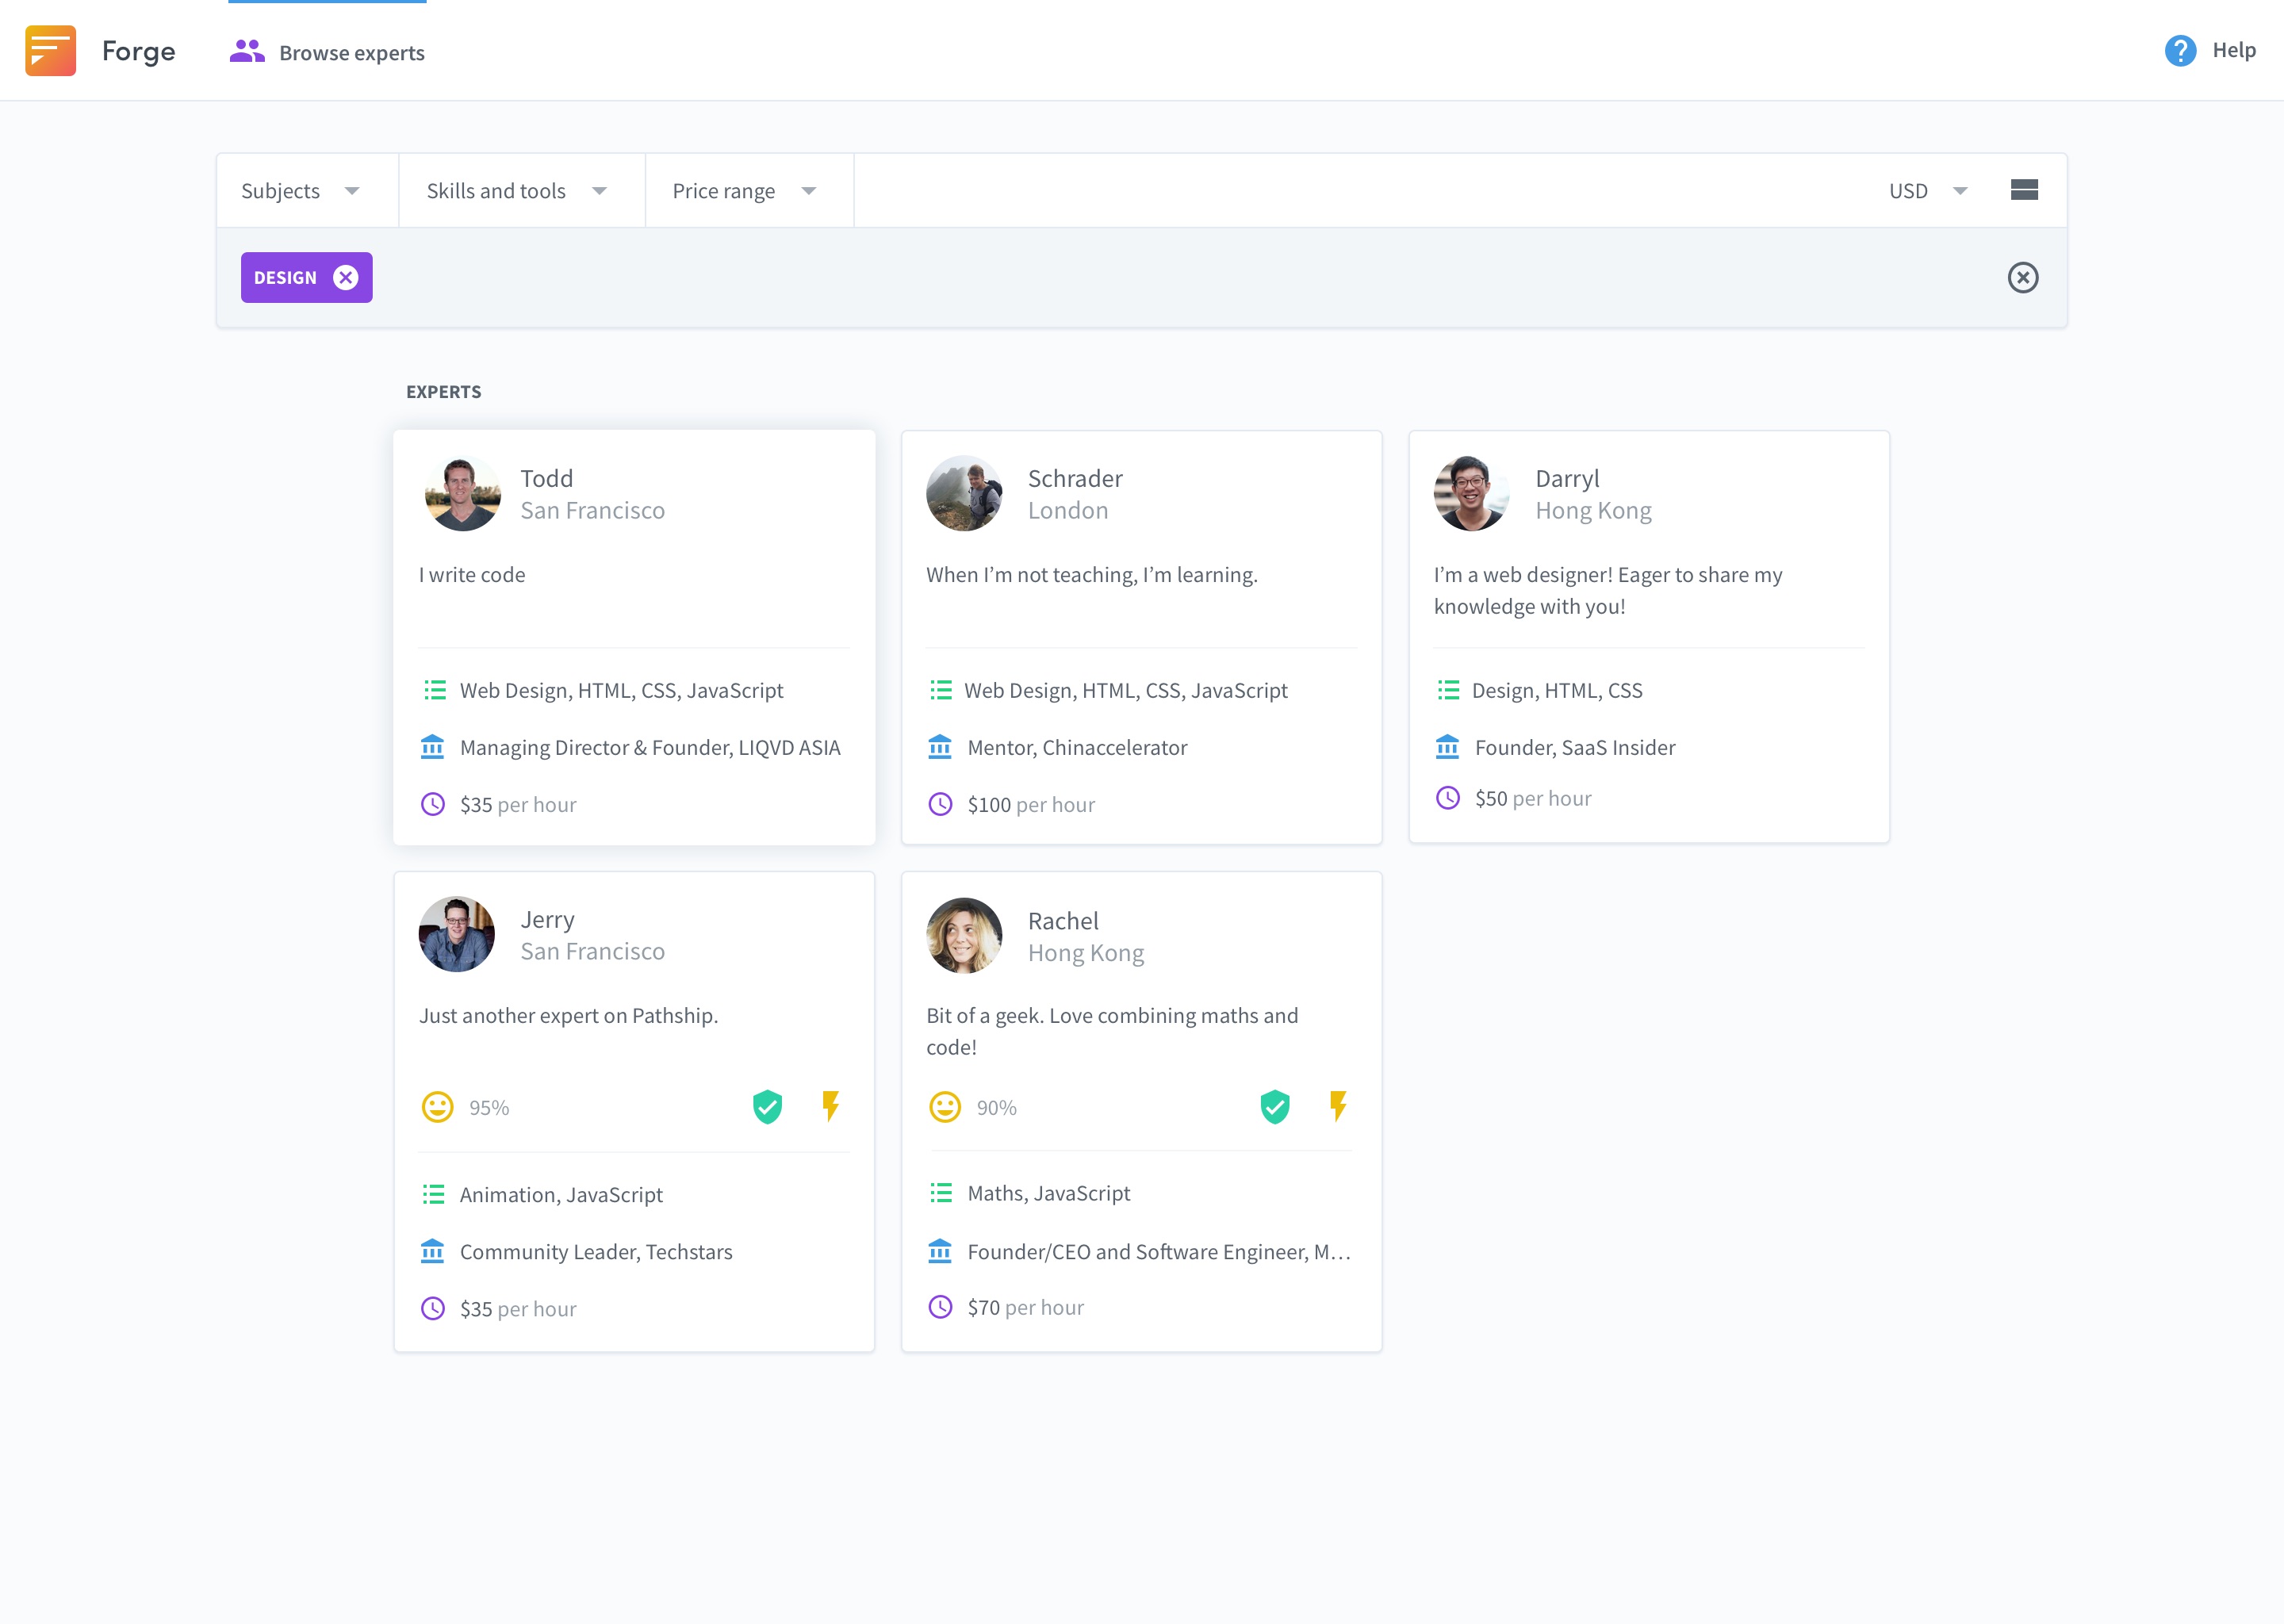 Forge
Browse experts
Help
Subjects
Skills and tools
Price range
USD
DESIGN
EXPERTS
Todd
San Francisco
I write code
Web Design, HTML, CSS, JavaScript
Managing Director & Founder, LIQVD ASIA
$35 per hour
Schrader
London
When I’m not teaching, I’m learning.
Web Design, HTML, CSS, JavaScript
Mentor, Chinaccelerator
$100 per hour
Darryl
Hong Kong
I’m a web designer! Eager to share my
knowledge with you!
Design, HTML, CSS
Founder, SaaS Insider
$50 per hour
Jerry
San Francisco
Just another expert on Pathship.
95%
Animation, JavaScript
Community Leader, Techstars
$35 per hour
Rachel
Hong Kong
Bit of a geek. Love combining maths and
code!
90%
Maths, JavaScript
Founder/CEO and Software Engineer, M…
$70 per hour